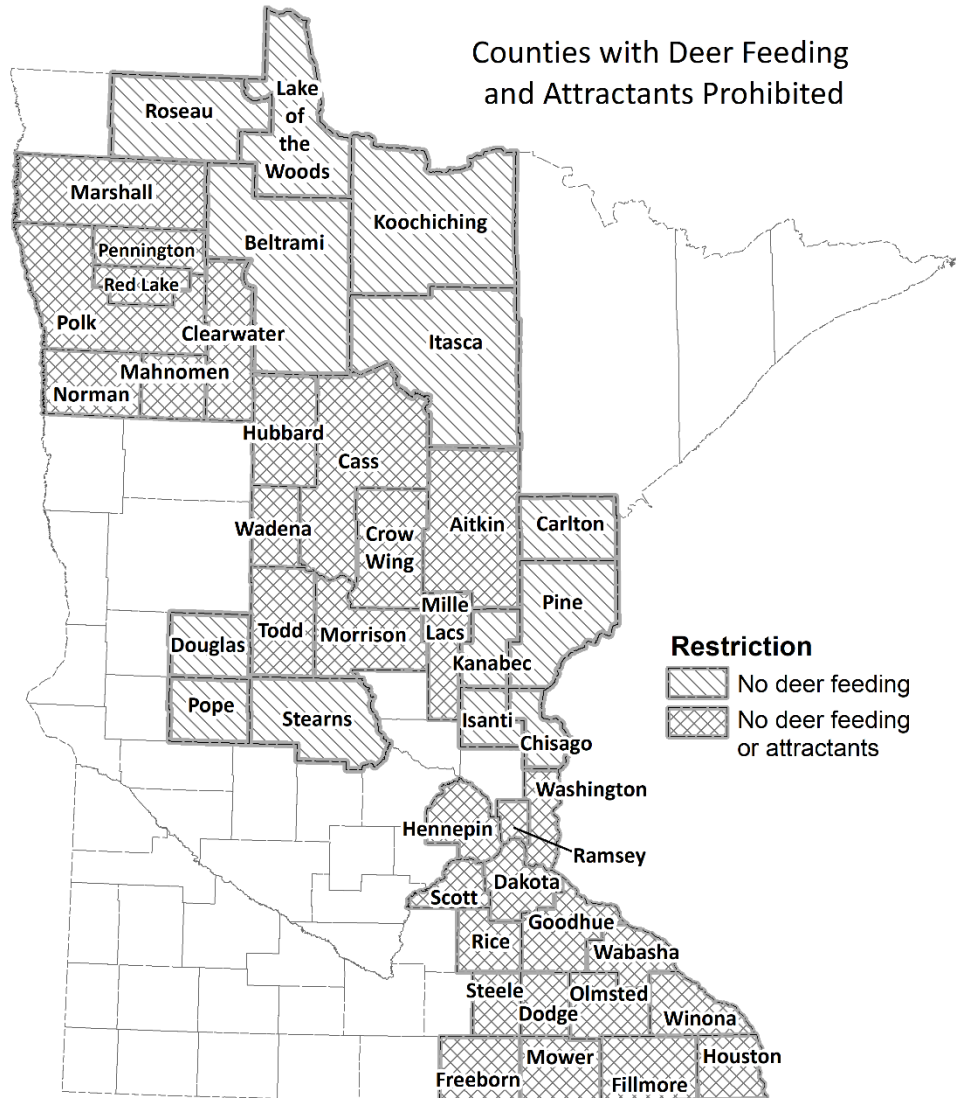 Counties with Deer Feeding
and Attractants Prohibited
Lake
of
the
Woods
Roseau
Marshall
Koochiching
Beltrami
Pennington
Red Lake
Polk
Clearwater
Itasca
Mahnomen
Norman
Hubbard
Cass
Wadena
Crow
Wing
Aitkin
Carlton
Mille
Lacs
Pine
Todd
Morrison
Douglas
Kanabec
Pope
Stearns
Isanti
Chisago
Restriction
No deer feeding
No deer feeding
or attractants
Washington
Hennepin
Ramsey
Dakota
Scott
Goodhue
Rice
Wabasha
Steele
Dodge
Olmsted
Winona
Freeborn
Mower
Fillmore
Houston